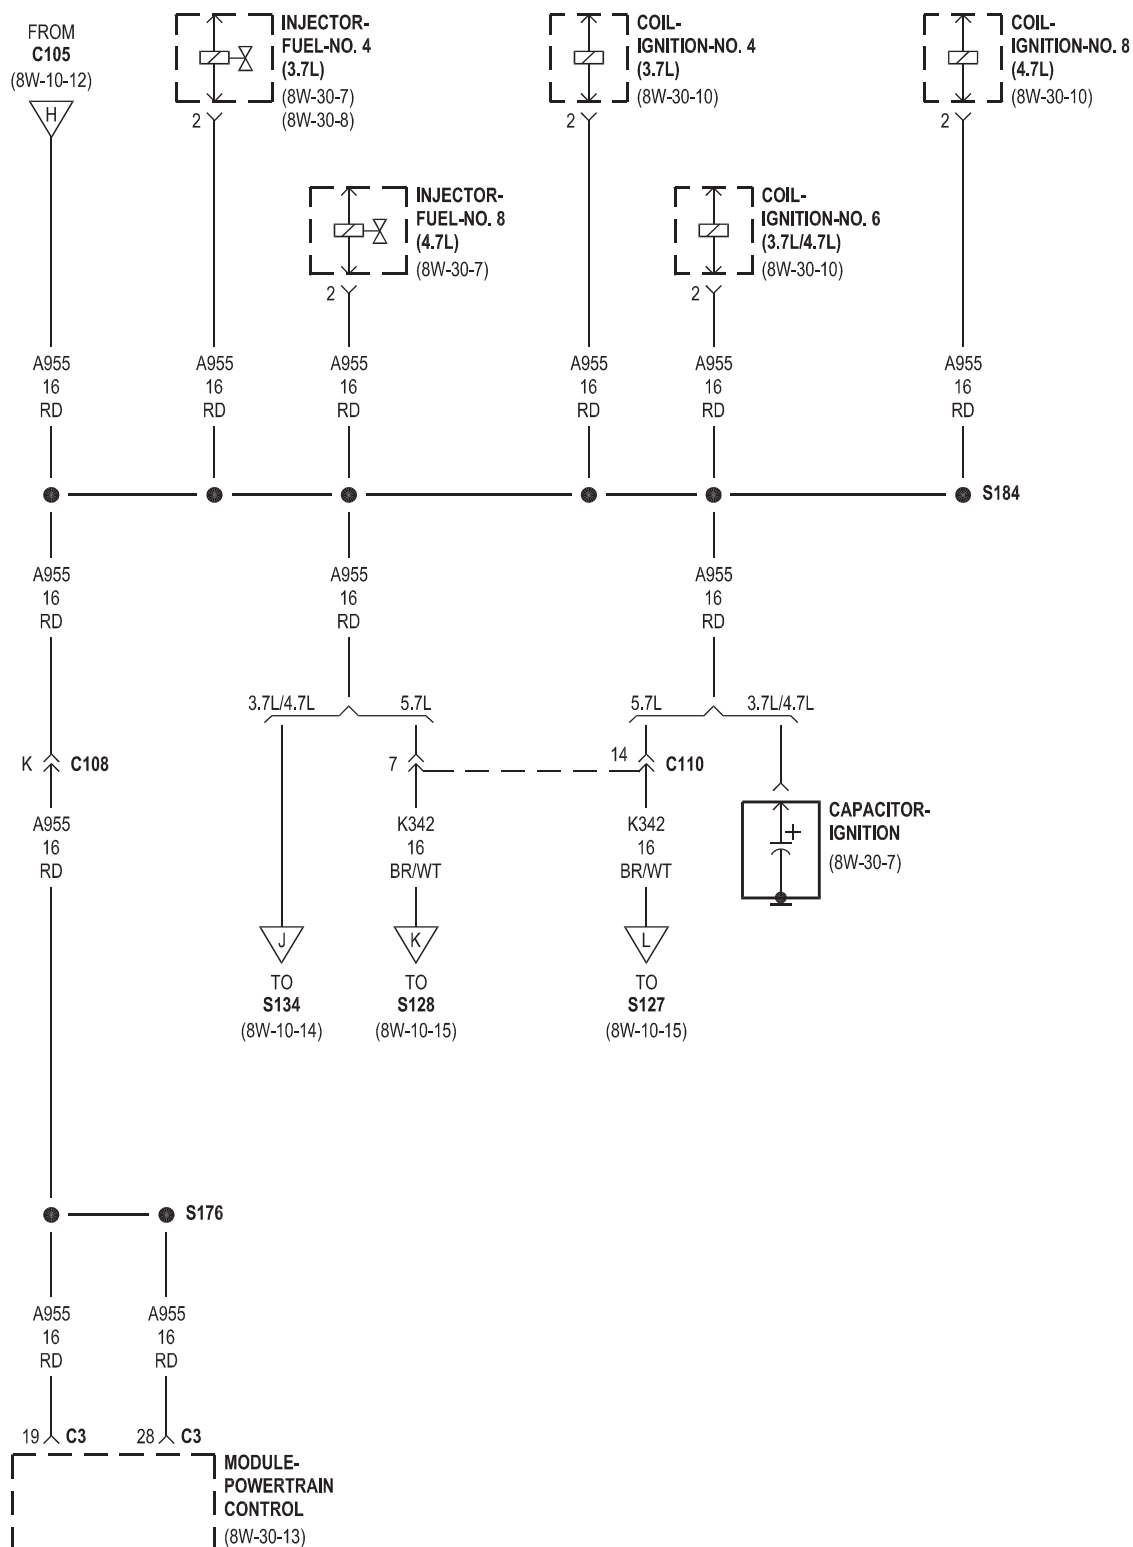 FROM
C105
(8W-10-12)
H
INJECTOR-
FUEL-NO. 4
(3.7L)
(8W-30-7)
(8W-30-8)
2
COIL-
IGNITION-NO. 4
(3.7L)
(8W-30-10)
2
COIL-
IGNITION-NO. 8
(4.7L)
(8W-30-10)
2
INJECTOR-
FUEL-NO. 8
(4.7L)
(8W-30-7)
2
COIL-
IGNITION-NO. 6
(3.7L/4.7L)
(8W-30-10)
2
A955
16
RD
A955
16
RD
A955
16
RD
A955
16
RD
A955
16
RD
A955
16
RD
S184
A955
16
RD
A955
16
RD
A955
16
RD
3.7L/4.7L
5.7L
5.7L
3.7L/4.7L
K
C108
7
14
C110
A955
16
RD
K342
16
BR/WT
K342
16
BR/WT
CAPACITOR-
IGNITION
(8W-30-7)
J
TO
S134
(8W-10-14)
K
TO
S128
(8W-10-15)
L
TO
S127
(8W-10-15)
S176
A955
16
RD
A955
16
RD
19
C3
28
C3
MODULE-
POWERTRAIN
CONTROL
(8W-30-13)